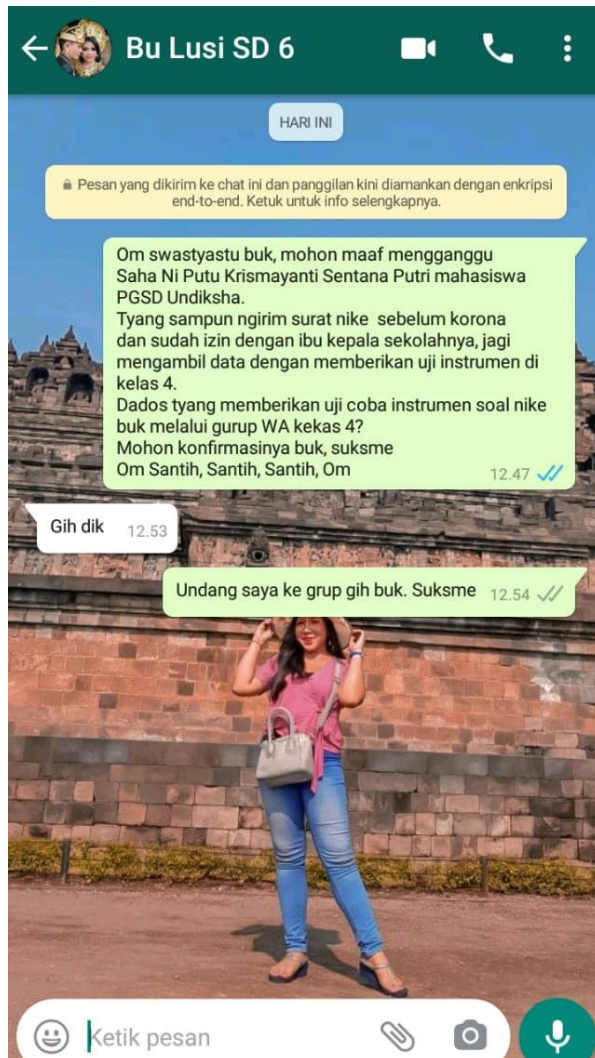 Bu Lusi SD 6
HARI INI
Pesan yang dikirim ke chat ini dan panggilan kini diamankan dengan enkripsi
end-to-end. Ketuk untuk info selengkapnya.
Om swastyastu buk, mohon maaf mengganggu
Saha Ni Putu Krismayanti Sentana Putri mahasiswa
PGSD Undiksha.
Tyang sampun ngirim surat nike  sebelum korona
dan sudah izin dengan ibu kepala sekolahnya, jagi
mengambil data dengan memberikan uji instrumen di
kelas 4.
Dados tyang memberikan uji coba instrumen soal nike
buk melalui gurup WA kekas 4?
Mohon konfirmasinya buk, suksme
Om Santih, Santih, Santih, Om
12.47
Gih dik 12.53
Undang saya ke grup gih buk. Suksme 12.54
Ketik pesan